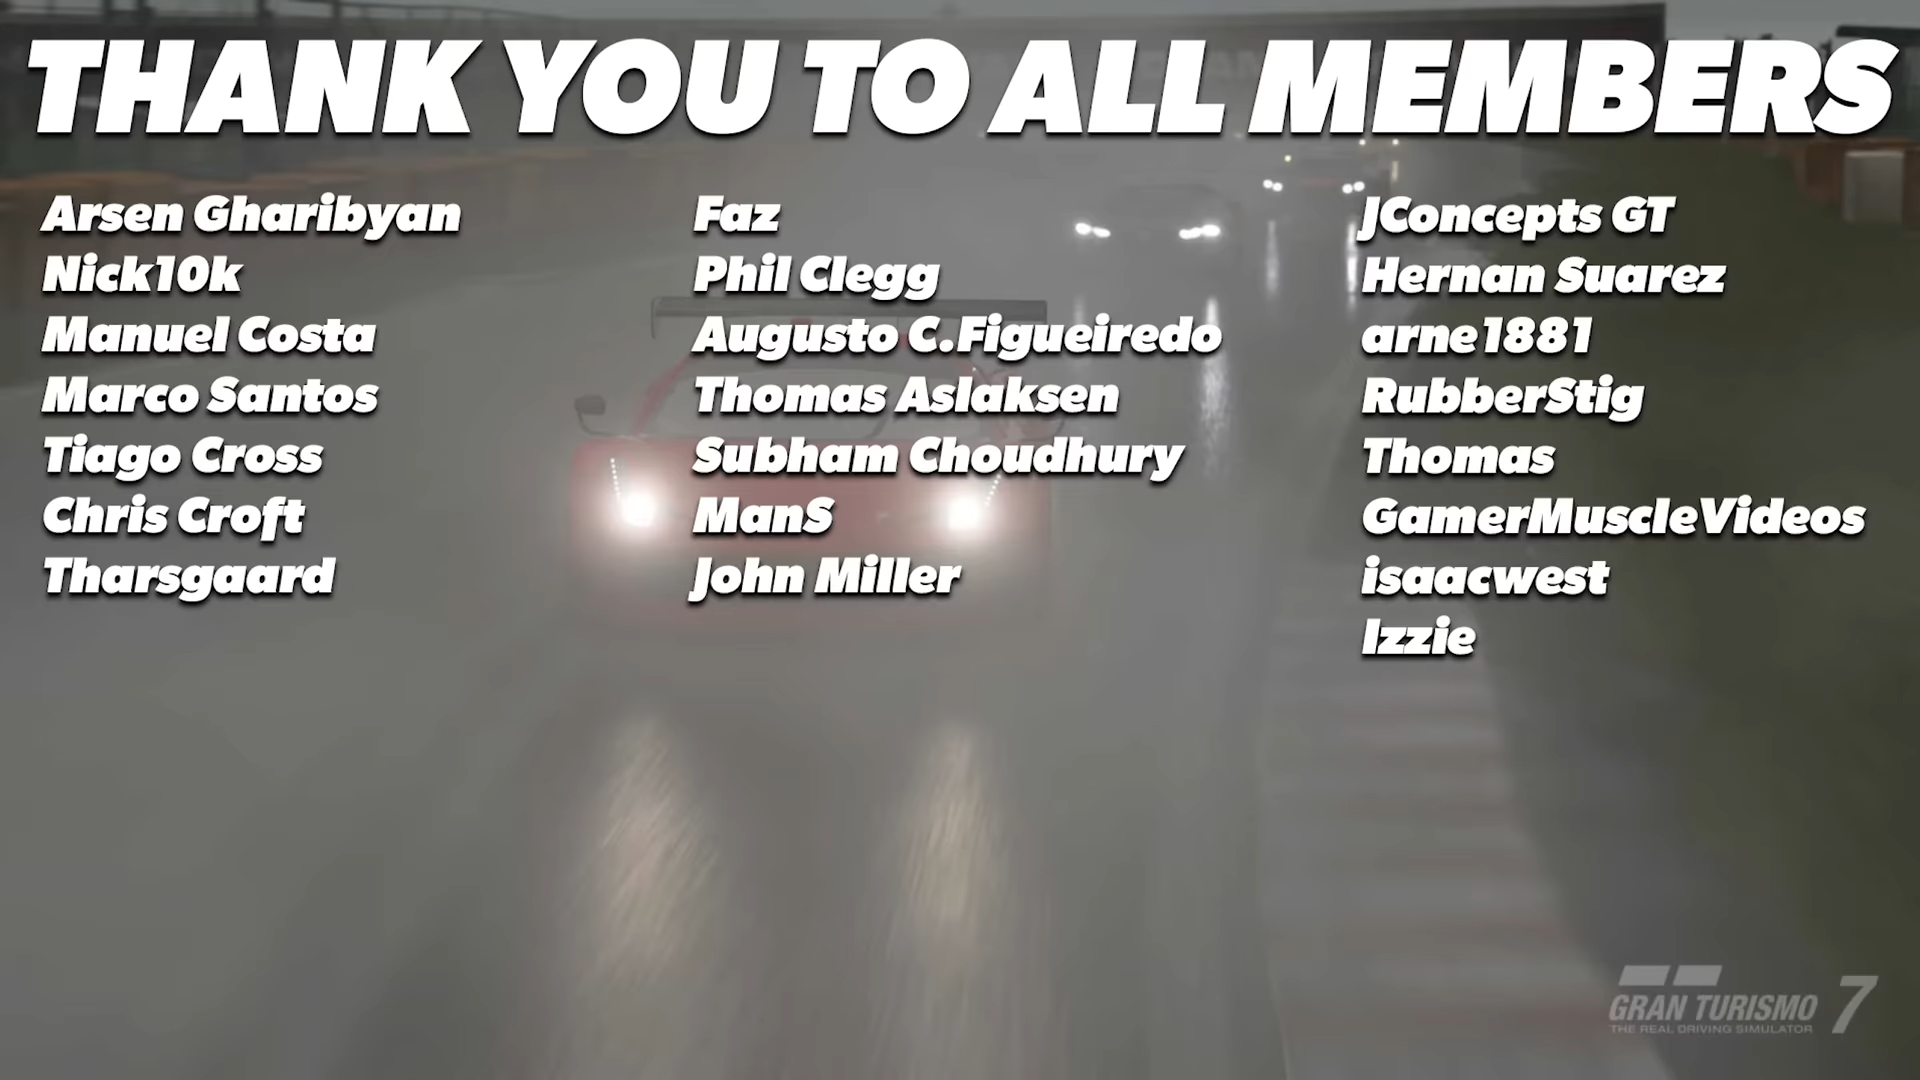 THANK YOU TO ALL MEMBERS
Arsen Gharibyan
Nick10k
Manuel Costa
Marco Santos
Tiago Cross
Chris Croft
Tharsgaard
Faz
Phil Clegg
Augusto C.Figueiredo
Thomas Aslaksen
Subham Choudhury
ManS
John Miller
JConcepts GT
Hernan Suarez
arne1881
RubberStig
Thomas
GamerMuscleVideos
isaacwest
Izzie
GRAN TURISMO 7
THE REAL DRIVING SIMULATOR